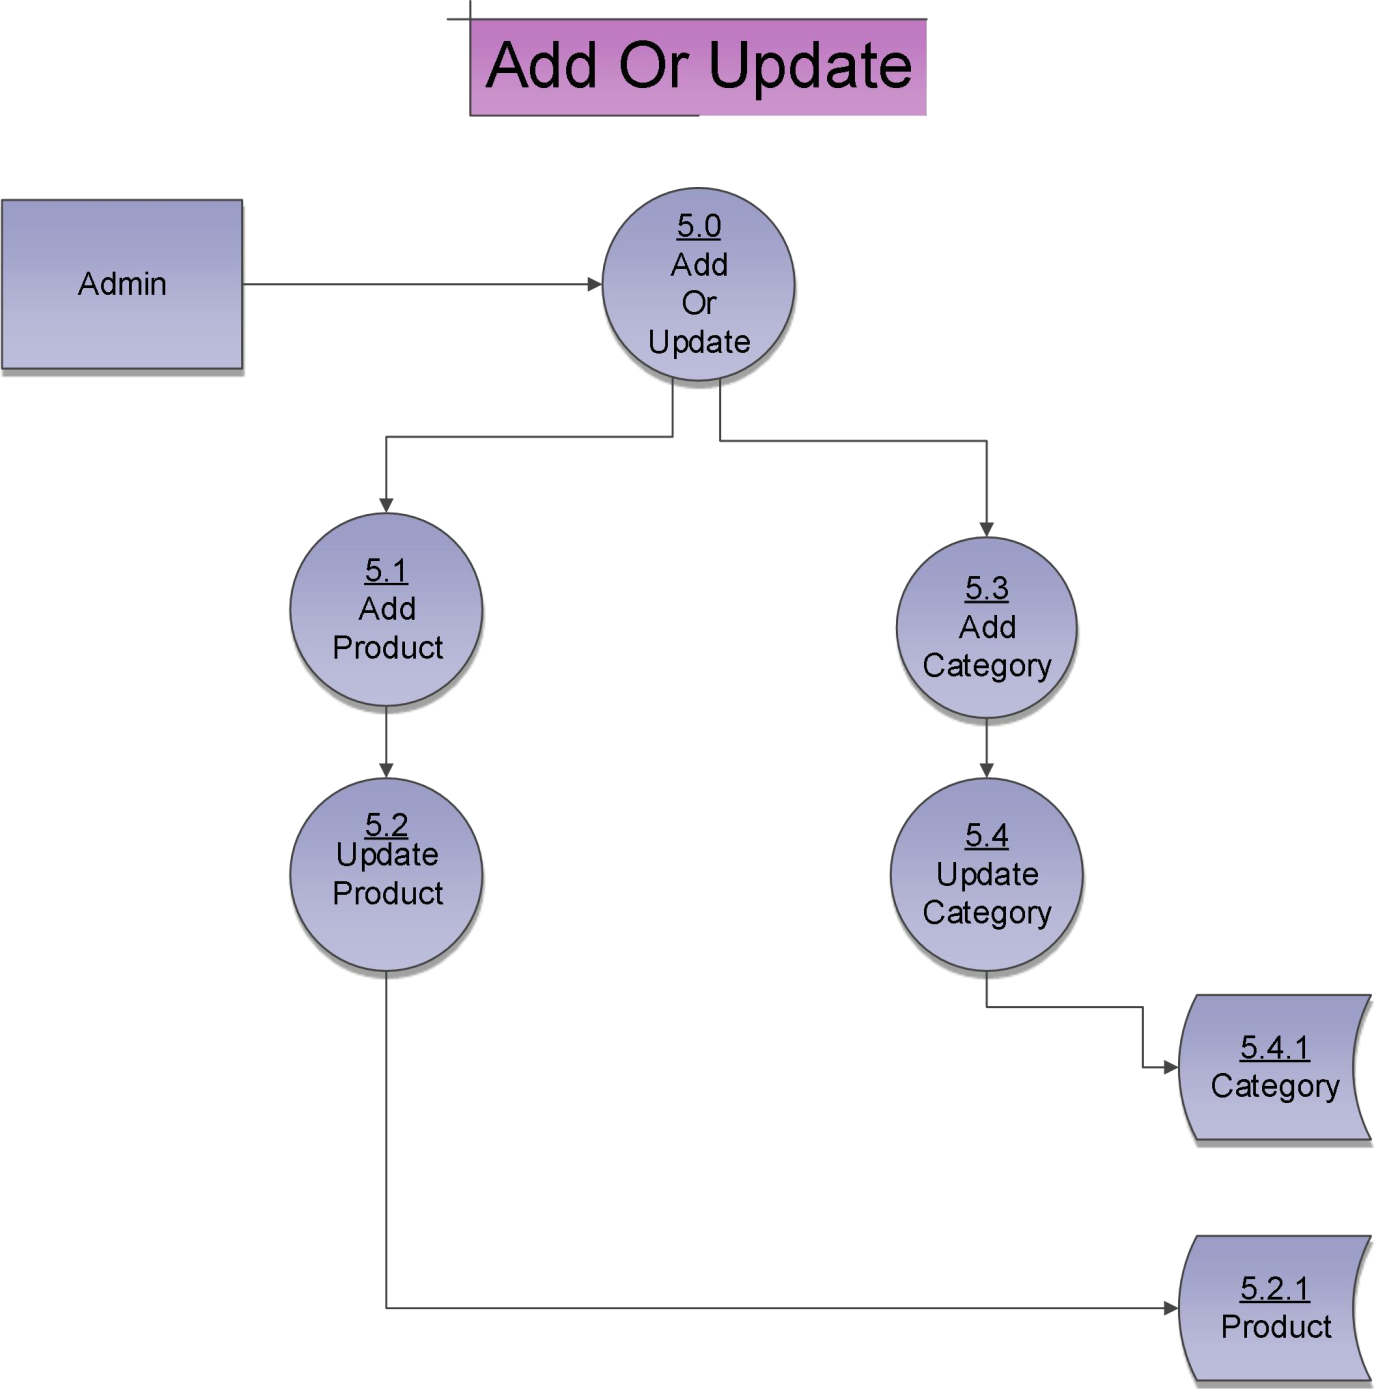 Add Or Update
Admin
5.0
Add
Or
Update
5.1
Add
Product
5.3
Add
Category
5.2
Update
Product
5.4
Update
Category
5.4.1
Category
5.2.1
Product